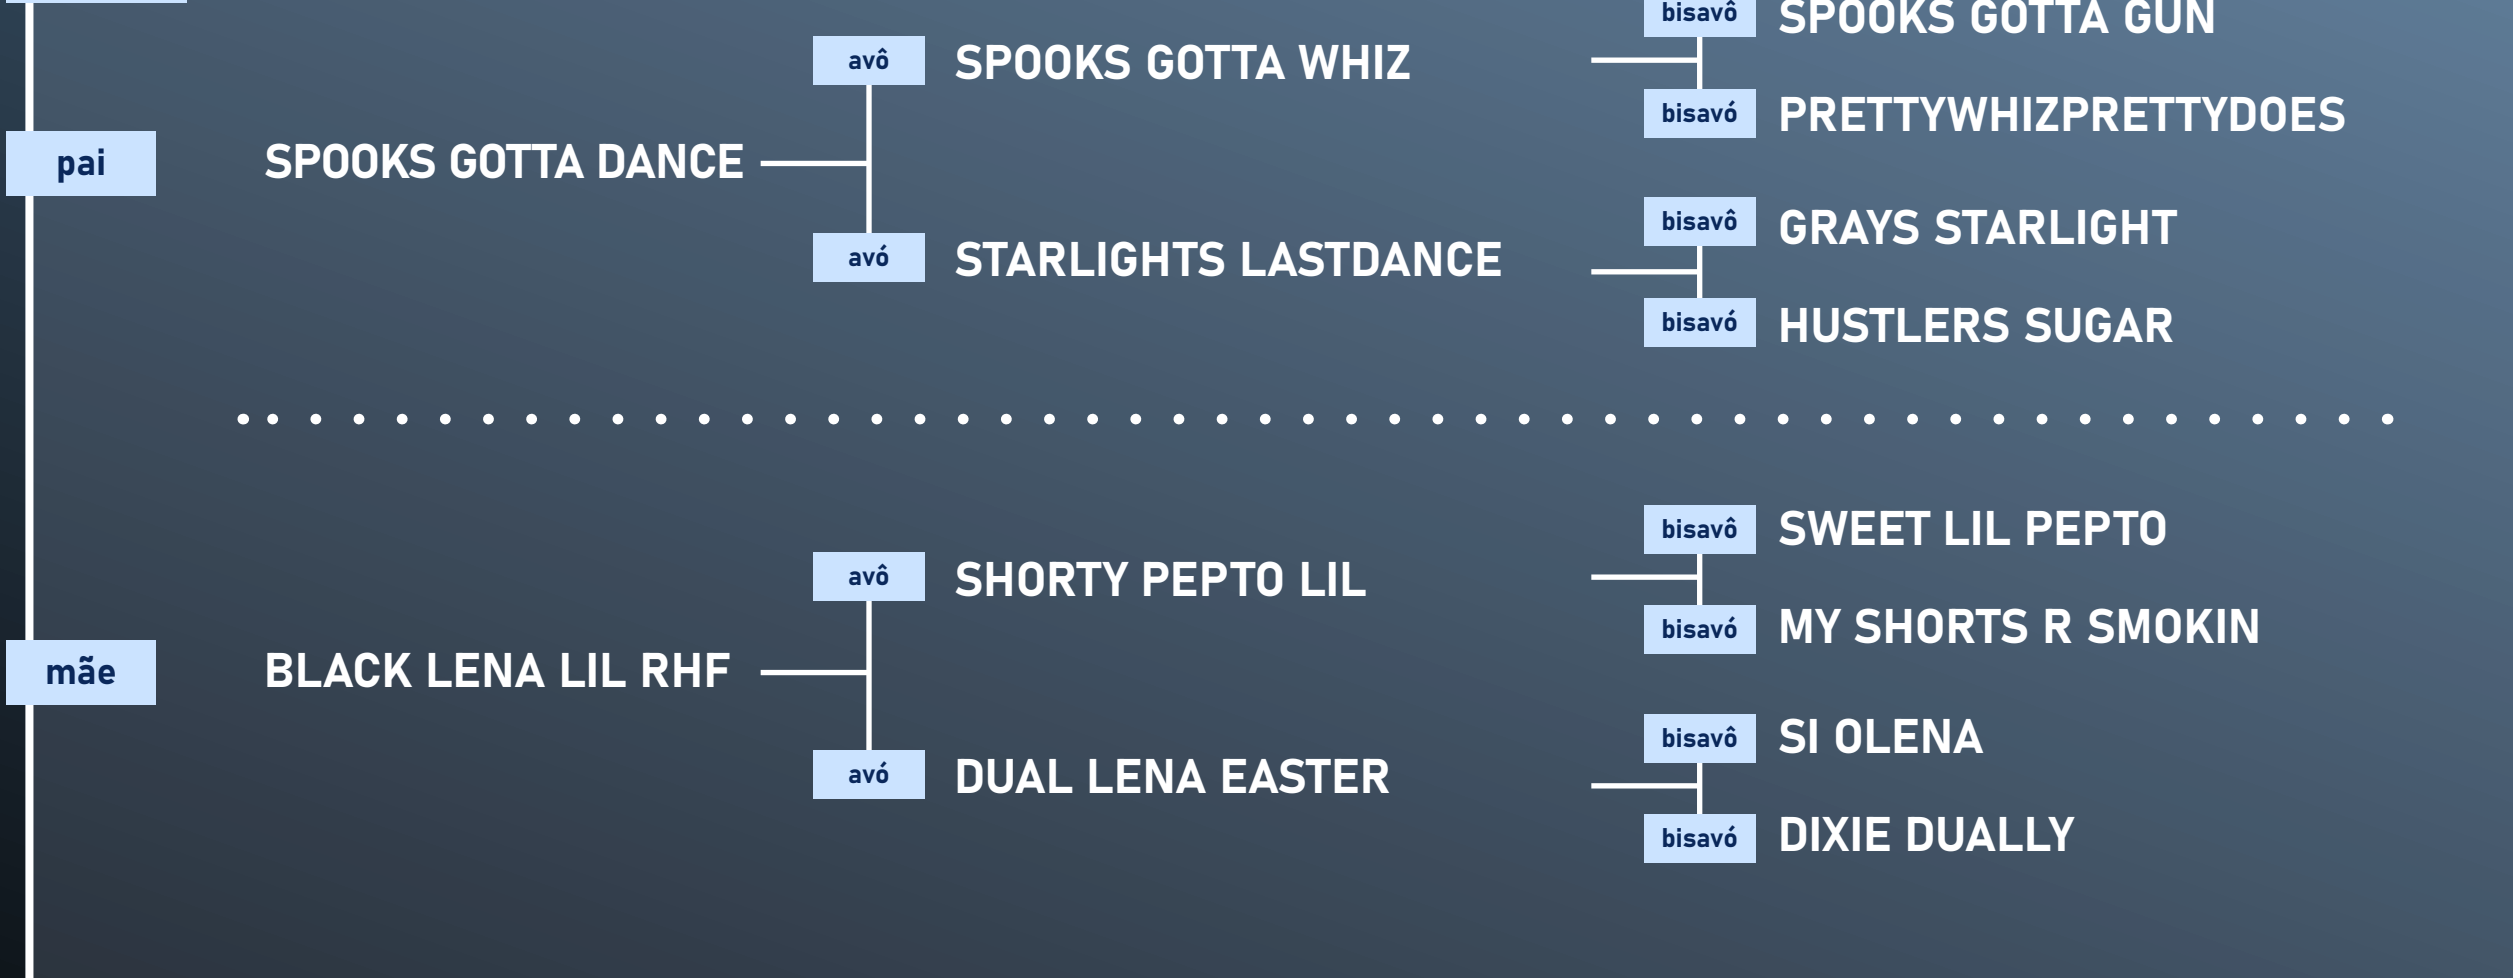 bisavô SPOOKS GOTTA GUN
avô SPOOKS GOTTA WHIZ
bisavó PRETTYWHIZPRETTYDOES
pai SPOOKS GOTTA DANCE
bisavô GRAYS STARLIGHT
avó STARLIGHTS LASTDANCE
bisavó HUSTLERS SUGAR
bisavô SWEET LIL PEPTO
avô SHORTY PEPTO LIL
bisavó MY SHORTS R SMOKIN
mãe BLACK LENA LIL RHF
bisavô SI OLENA
avó DUAL LENA EASTER
bisavó DIXIE DUALLY